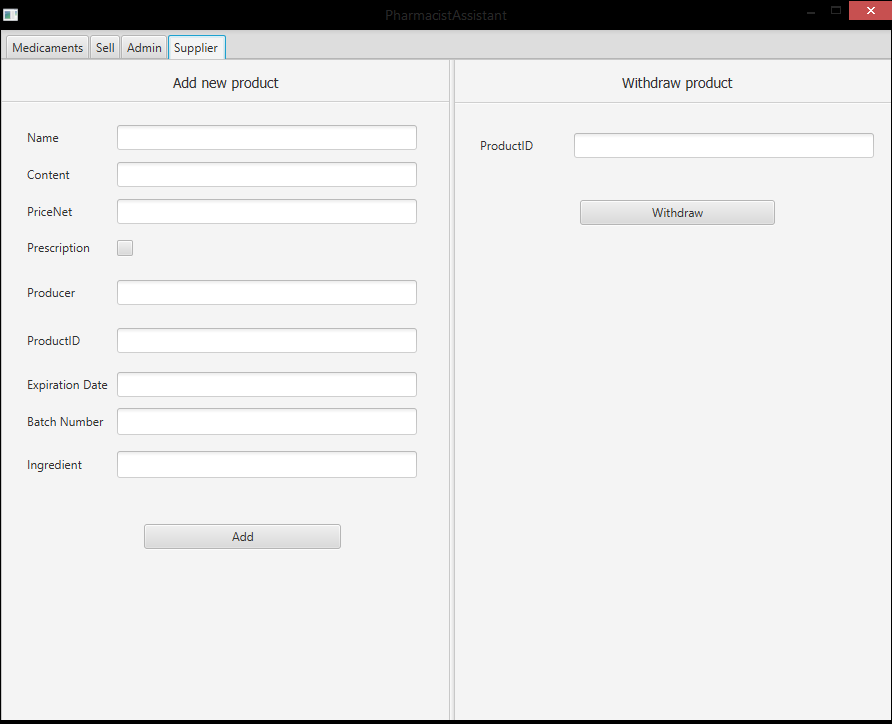 PharmacistAssistant
Medicaments Sell Admin Supplier
Add new product
Name
Content
PriceNet
Prescription
Producer
ProductID
Expiration Date
Batch Number
Ingredient
Add
Withdraw product
ProductID
Withdraw